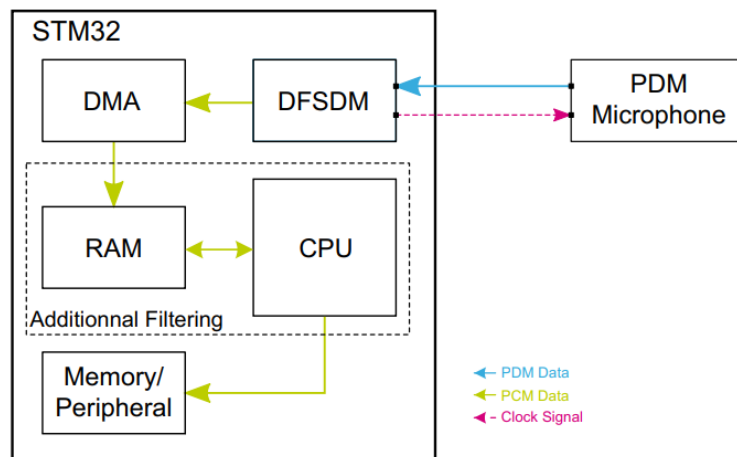 STM32
DMA
DFSDM
PDM
Microphone
RAM
CPU
Additionnal Filtering
Memory/
Peripheral
PDM Data
PCM Data
Clock Signal